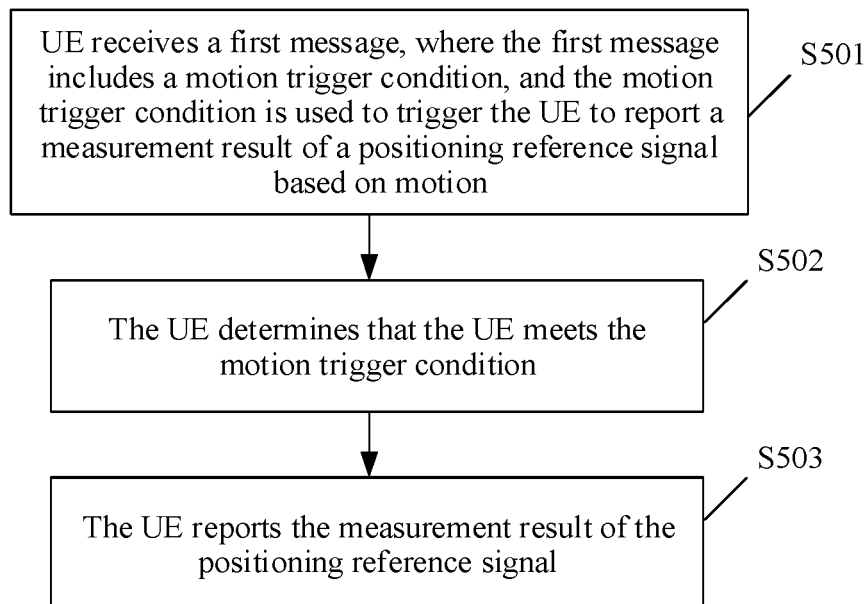 UE receives a first message, where the first message
includes a motion trigger condition, and the motion
trigger condition is used to trigger the UE to report a
measurement result of a positioning reference signal
based on motion
S501
The UE determines that the UE meets the
motion trigger condition
S502
The UE reports the measurement result of the
positioning reference signal
S503